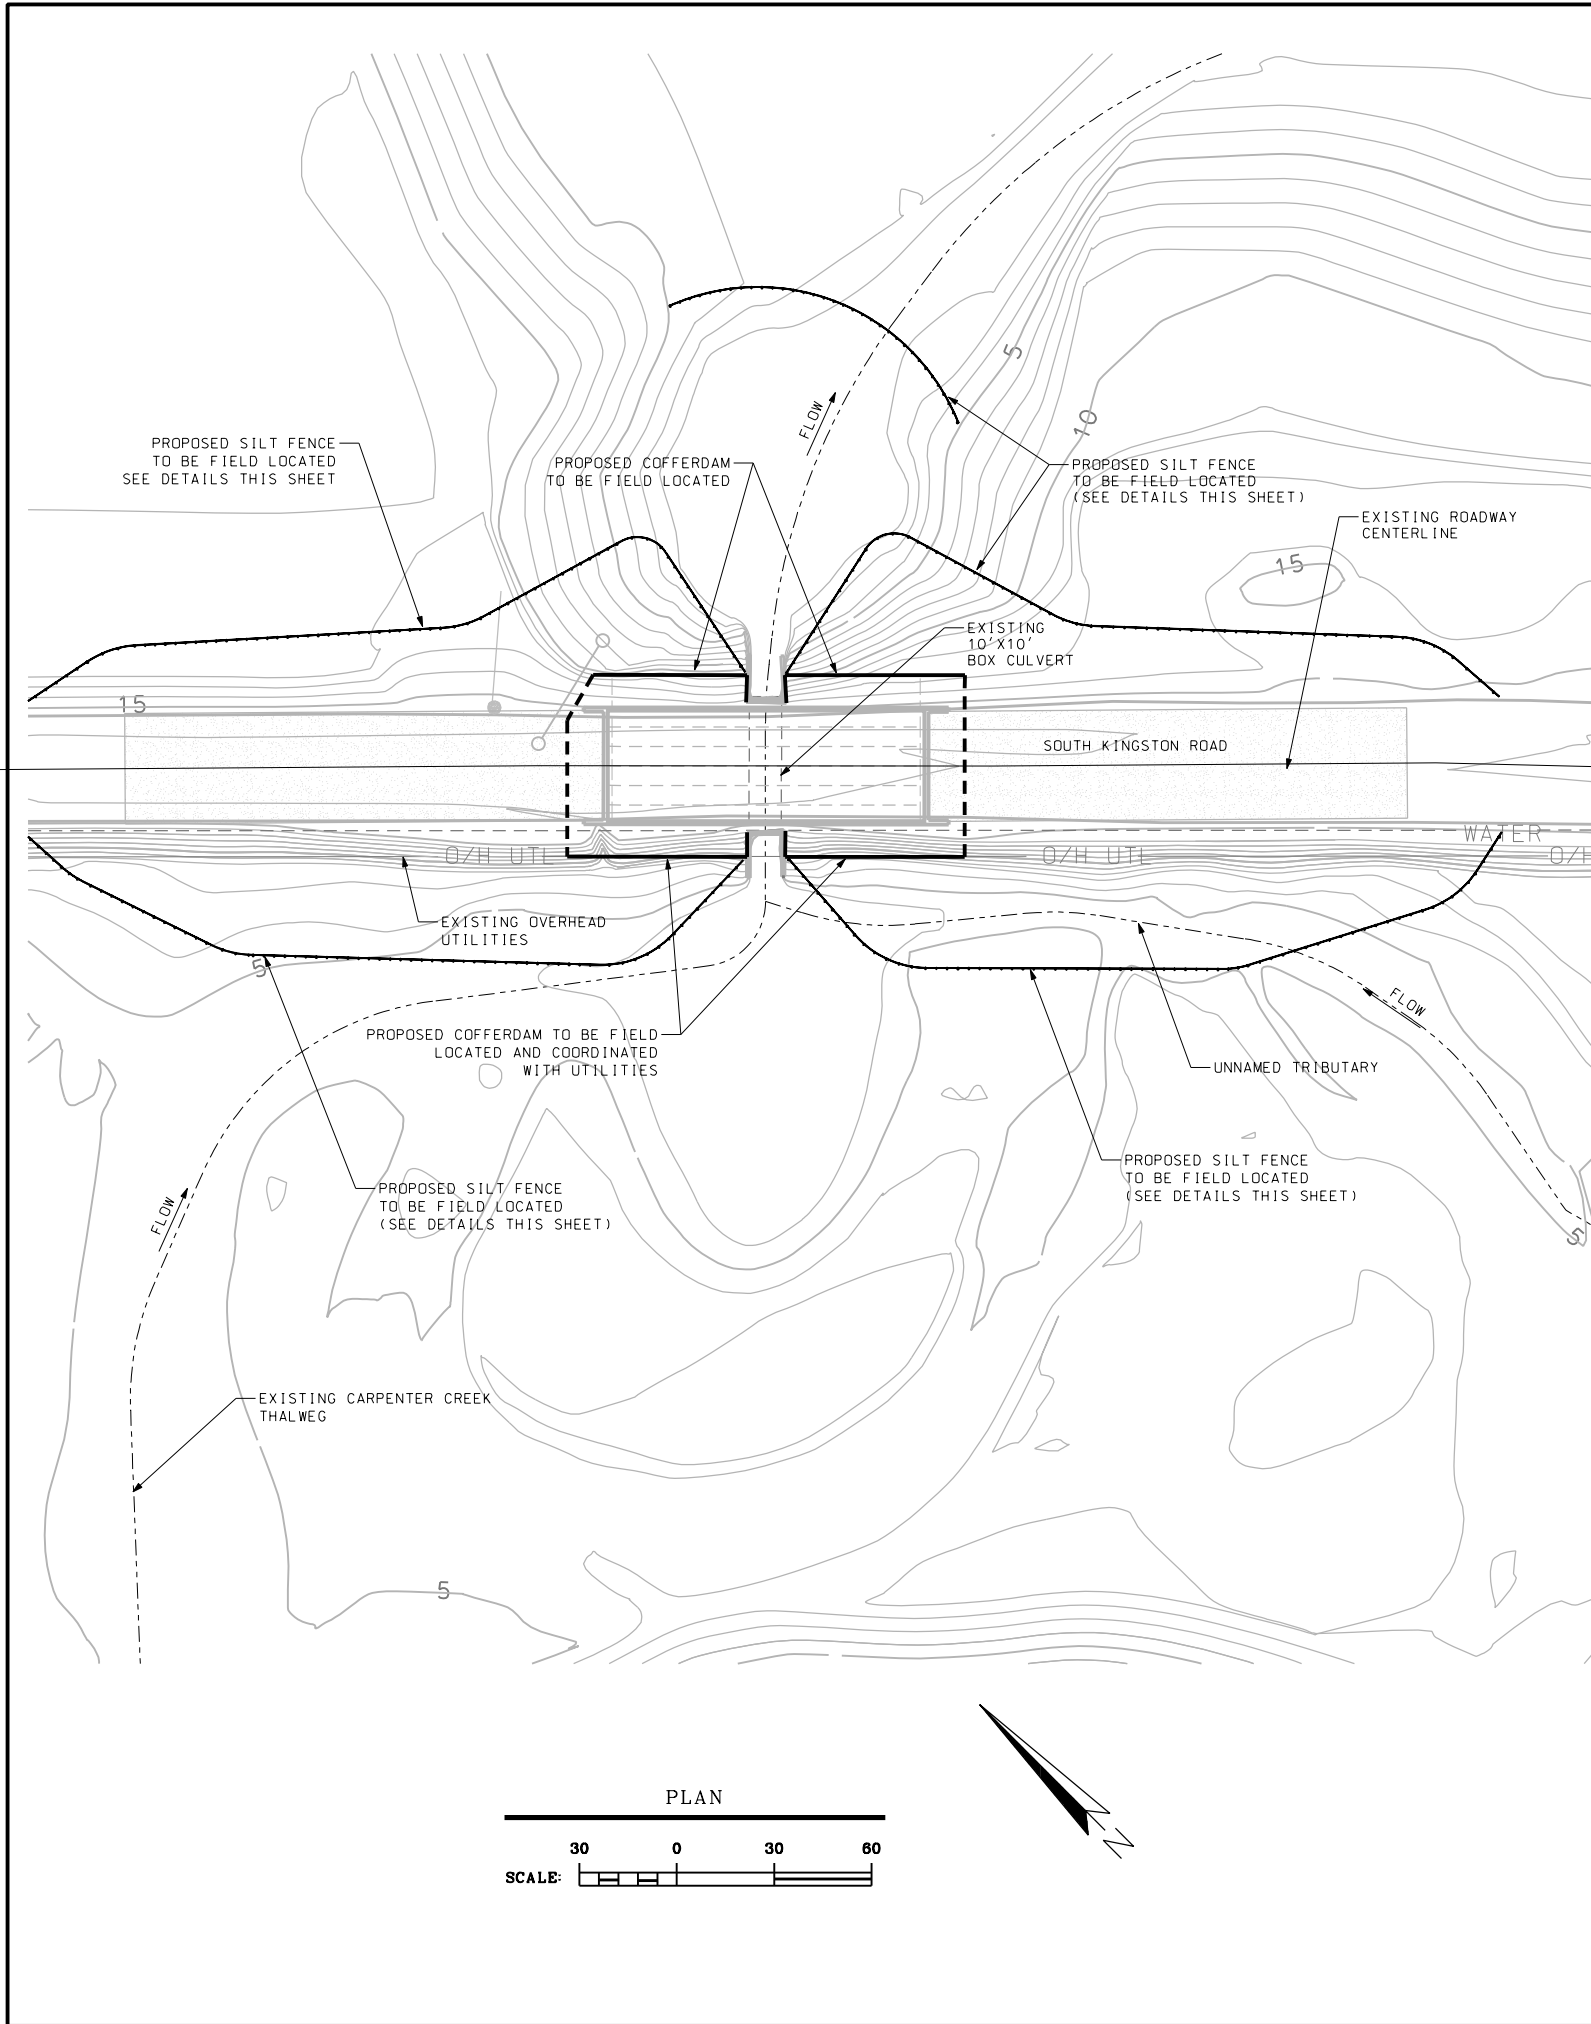 5
10
FLOW
PROPOSED SILT FENCE
TO BE FIELD LOCATED
SEE DETAILS THIS SHEET
PROPOSED COFFERDAM
TO BE FIELD LOCATED
PROPOSED SILT FENCE
TO BE FIELD LOCATED
(SEE DETAILS THIS SHEET)
EXISTING ROADWAY
CENTERLINE
15
EXISTING
10'X10'
BOX CULVERT
15
SOUTH KINGSTON ROAD
WATER
O/H UTL
O/H UTL
O/H
EXISTING OVERHEAD
UTILITIES
5
FLOW
PROPOSED COFFERDAM TO BE FIELD
LOCATED AND COORDINATED
WITH UTILITIES
UNNAMED TRIBUTARY
PROPOSED SILT FENCE
TO BE FIELD LOCATED
(SEE DETAILS THIS SHEET)
FLOW
PROPOSED SILT FENCE
TO BE FIELD LOCATED
(SEE DETAILS THIS SHEET)
5
EXISTING CARPENTER CREEK
THALWEG
5
N
PLAN
30 0 30 60
SCALE: